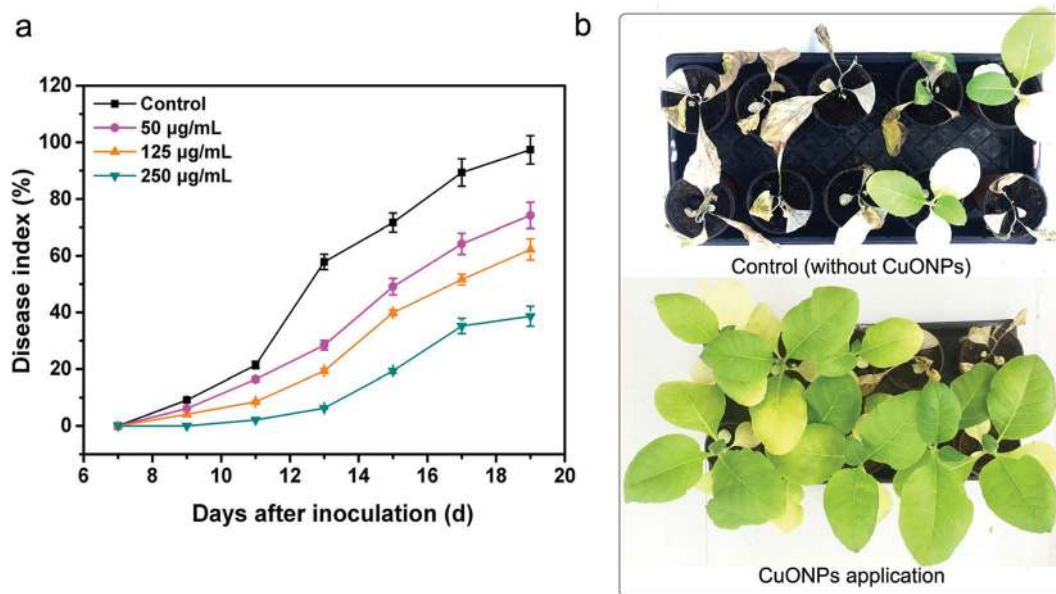 a
120
100
80
60
40
20
0
Disease index (%)
Control
50 µg/mL
125 µg/mL
250 µg/mL
6 8 10 12 14 16 18 20
Days after inoculation (d)
b
Control (without CuONPs)
CuONPs application